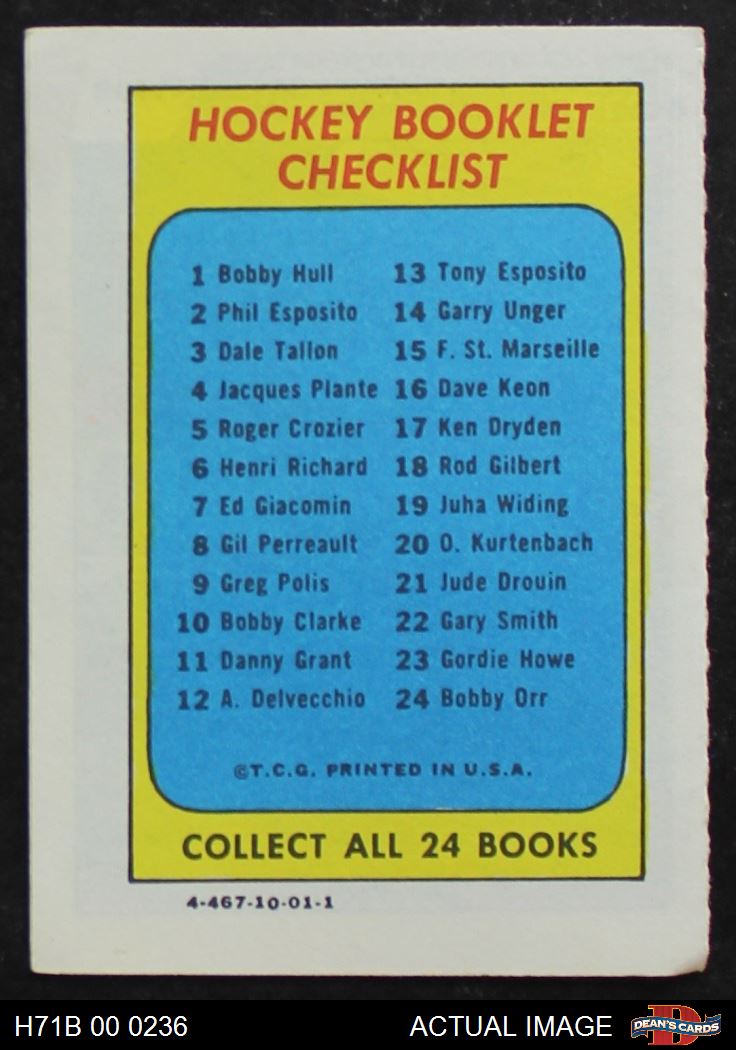 HOCKEY BOOKLET
CHECKLIST
1 Bobby Hull
2 Phil Esposito
3 Dale Tallon
4 Jacques Plante
5 Roger Crozier
6 Henri Richard
7 Ed Giacomin
8 Gil Perreault
9 Greg Polis
10 Bobby Clarke
11 Danny Grant
12 A. Delvecchio
13 Tony Esposito
14 Garry Unger
15 F. St. Marseille
16 Dave Keon
17 Ken Dryden
18 Rod Gilbert
19 Juha Widing
20 O. Kurtenbach
21 Jude Drouin
22 Gary Smith
23 Gordie Howe
24 Bobby Orr
©T.C.G. PRINTED IN U.S.A.
COLLECT ALL 24 BOOKS
4-467-10-01-1
H71B 00 0236
ACTUAL IMAGE
D
DEAN'S CARDS